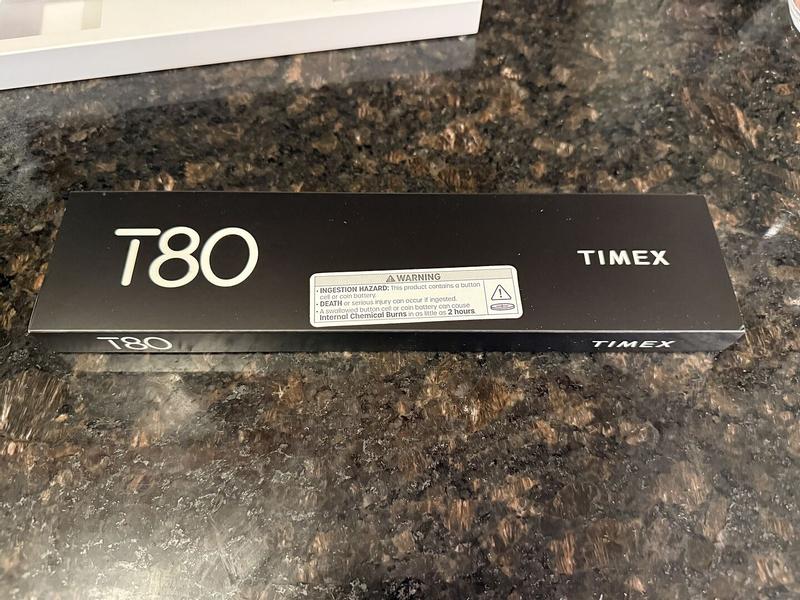 T80
TIMEX
WARNING
• INGESTION HAZARD: This product contains a button
cell or coin battery.
• DEATH or serious injury can occur if ingested.
• A swallowed button cell or coin battery can cause
Internal Chemical Burns in as little as 2 hours.
T80
TIMEX